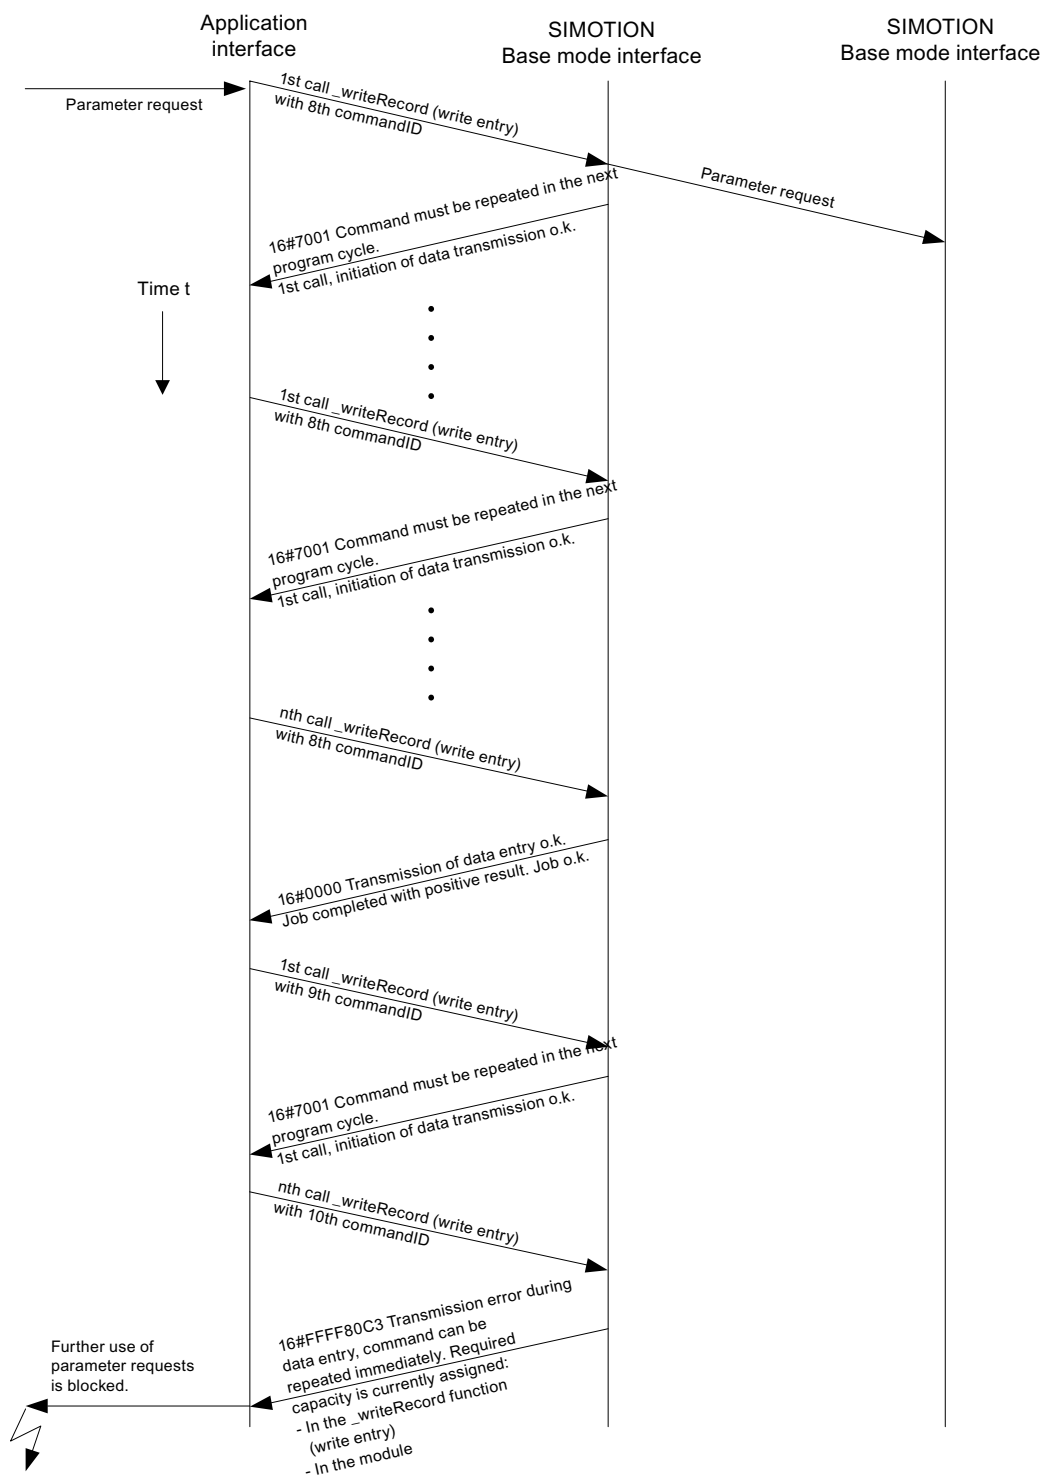 Application
interface
SIMOTION
Base mode interface
SIMOTION
Base mode interface
Parameter request
1st call _writeRecord (write entry)
with 8th commandID
Parameter request
16#7001 Command must be repeated in the next
program cycle.
1st call, initiation of data transmission o.k.
Time t
1st call _writeRecord (write entry)
with 8th commandID
16#7001 Command must be repeated in the next
program cycle.
1st call, initiation of data transmission o.k.
nth call _writeRecord (write entry)
with 8th commandID
16#0000 Transmission of data entry o.k.
Job completed with positive result. Job o.k.
1st call _writeRecord (write entry)
with 9th commandID
16#7001 Command must be repeated in the next
program cycle.
1st call, initiation of data transmission o.k.
nth call _writeRecord (write entry)
with 10th commandID
16#FFFF80C3 Transmission error during
data entry, command can be
repeated immediately. Required
capacity is currently assigned:
- In the _writeRecord function
(write entry)
- In the module
Further use of
parameter requests
is blocked.